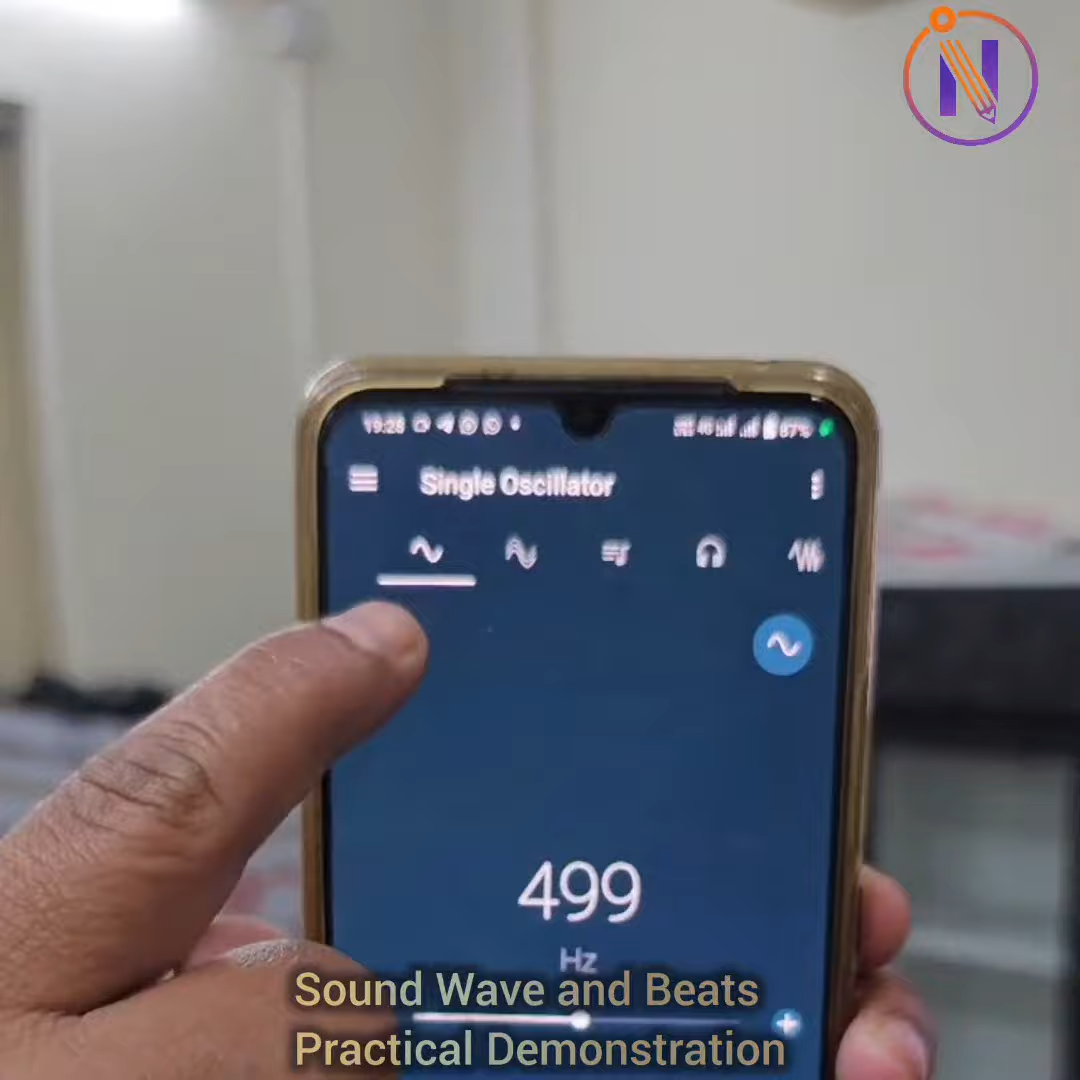 19:28
87%
Single Oscillator
499
Hz
Sound Wave and Beats
Practical Demonstration